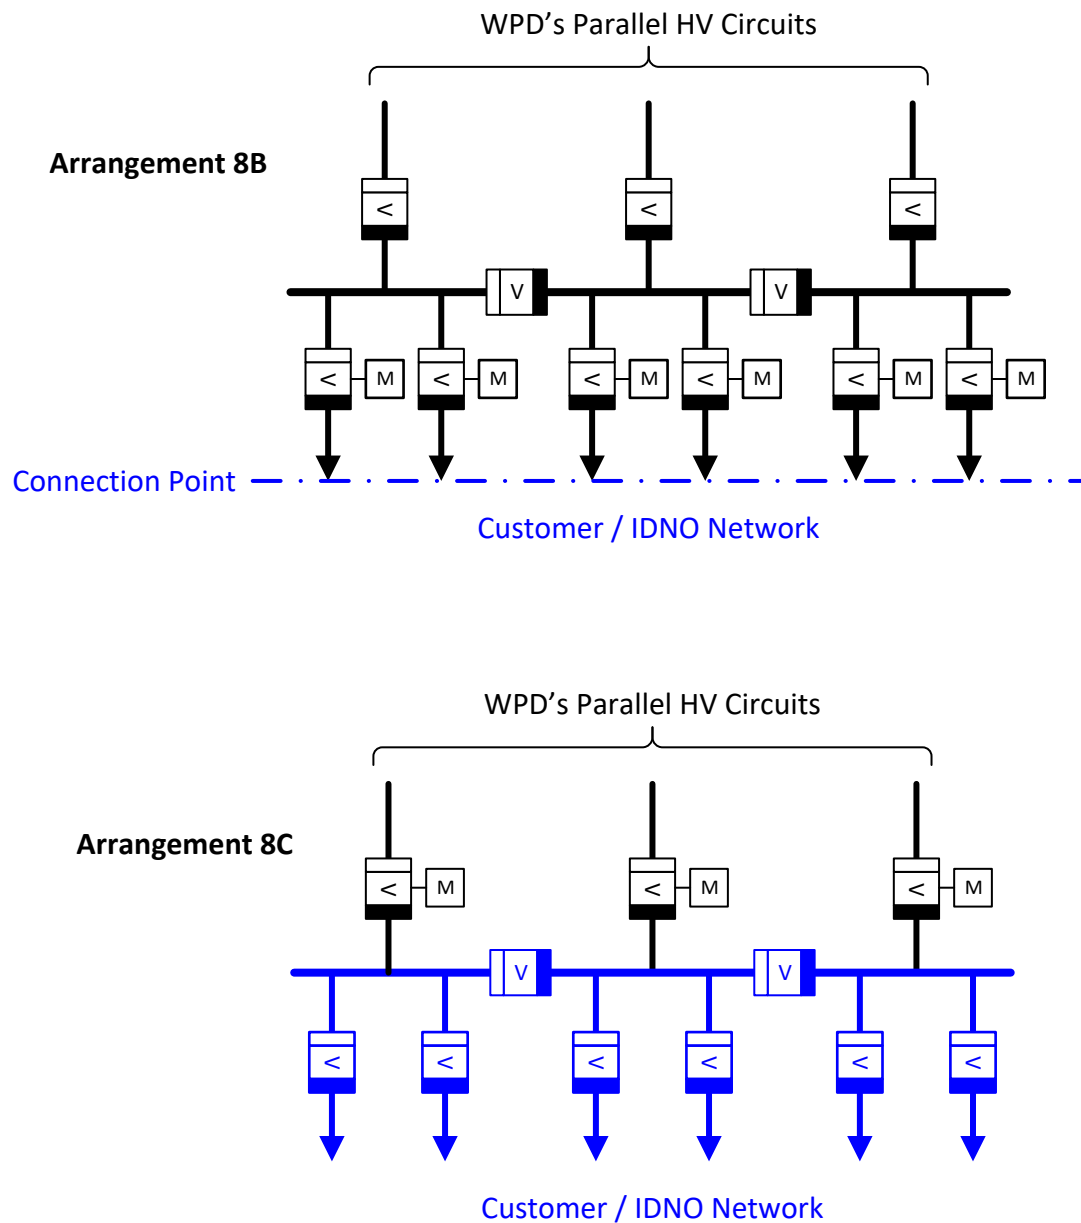 WPD’s Parallel HV Circuits
Arrangement 8B
V V V
V V
V M V M V M V M V M V M
Connection Point
Customer / IDNO Network
WPD’s Parallel HV Circuits
Arrangement 8C
V M V M V M
V V
V V V V V V
Customer / IDNO Network